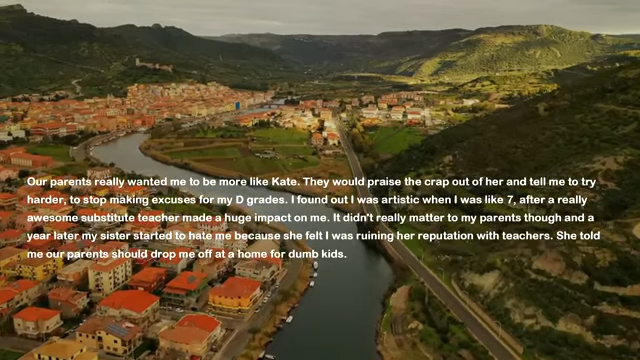 Our parents really wanted me to be more like Kate. They would praise the crap out of her and tell me to try
harder, to stop making excuses for my D grades. I found out I was artistic when I was like 7, after a really
awesome substitute teacher made a huge impact on me. It didn't really matter to my parents though and a
year later my sister started to hate me because she felt I was ruining her reputation with teachers. She told
me our parents should drop me off at a home for dumb kids.